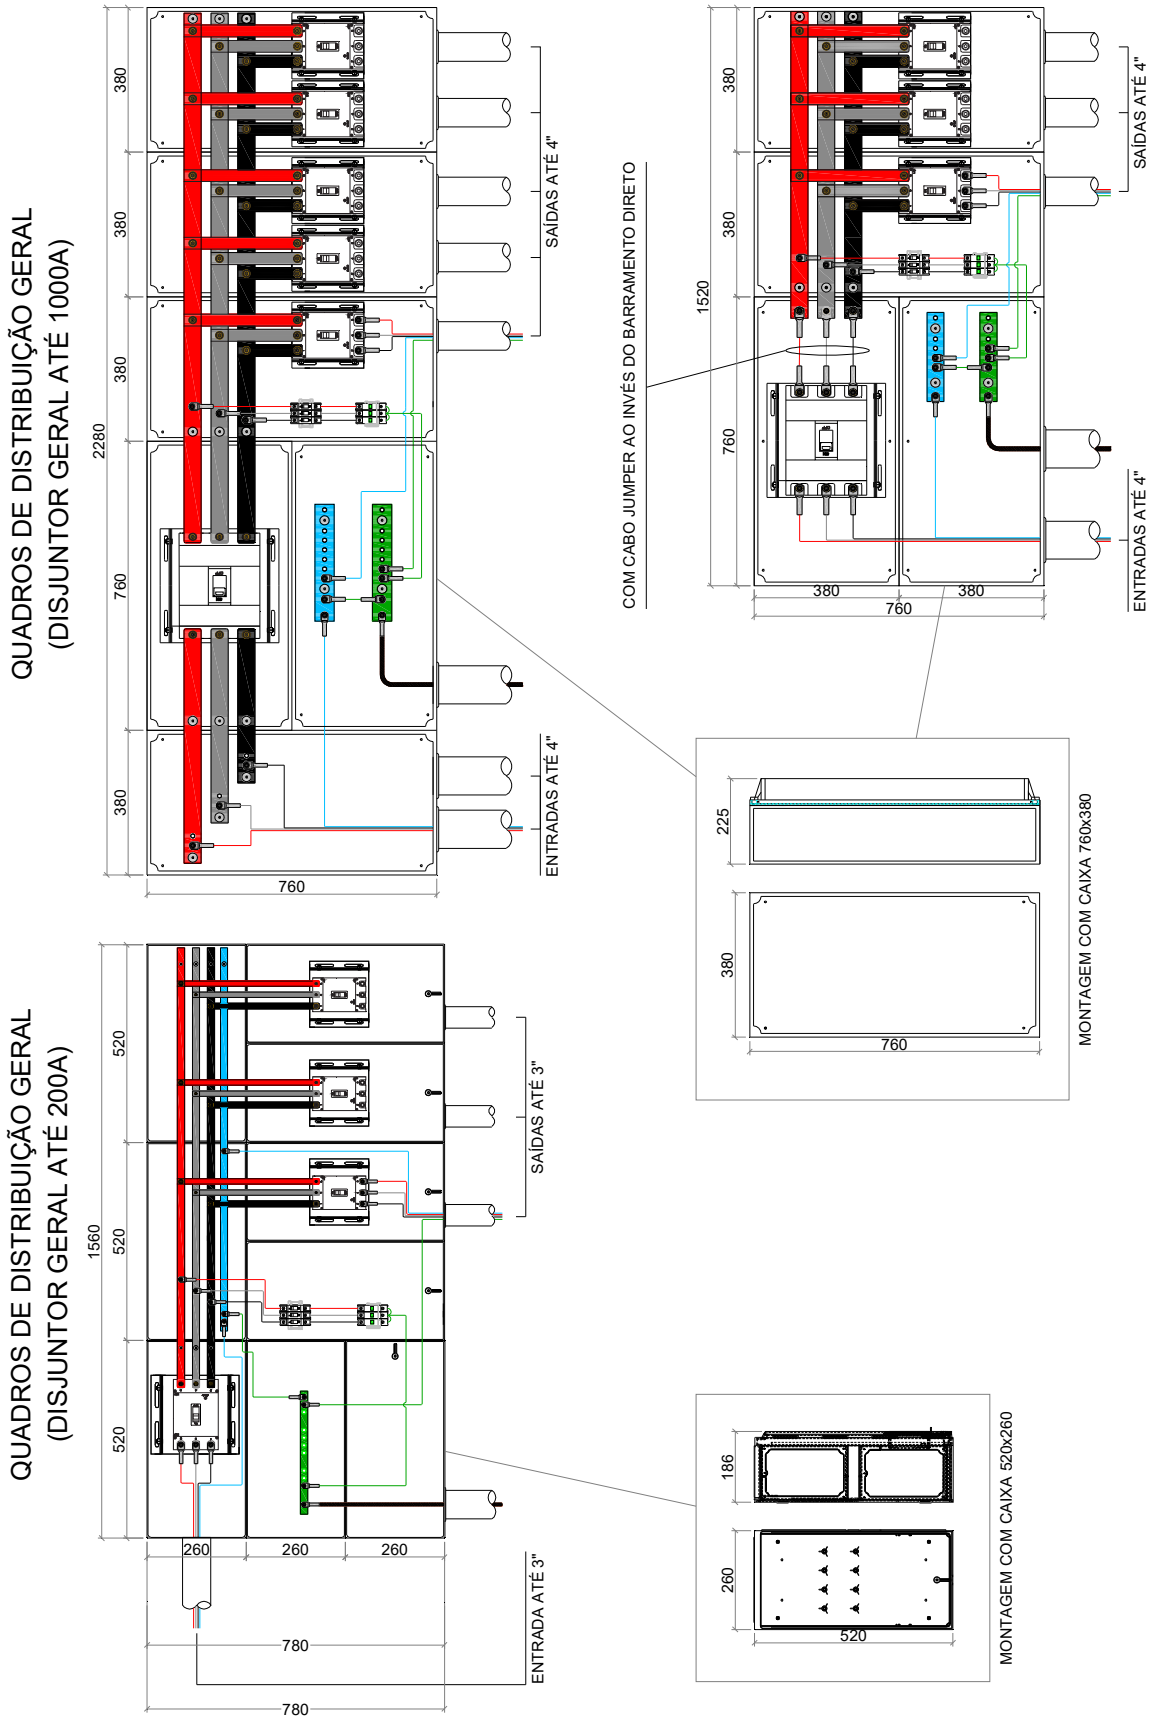 QUADROS DE DISTRIBUIÇÃO GERAL
(DISJUNTOR GERAL ATÉ 1000A)
2280
380
380
380
760
380
760
SAÍDAS ATÉ 4"
ENTRADAS ATÉ 4"
COM CABO JUMPER AO INVÉS DO BARRAMENTO DIRETO
1520
380
380
760
380
380
760
SAÍDAS ATÉ 4"
ENTRADAS ATÉ 4"
225
380
760
MONTAGEM COM CAIXA 760x380
QUADROS DE DISTRIBUIÇÃO GERAL
(DISJUNTOR GERAL ATÉ 200A)
1560
520
520
520
260
260
260
780
780
SAÍDAS ATÉ 3"
ENTRADA ATÉ 3"
186
260
520
MONTAGEM COM CAIXA 520x260